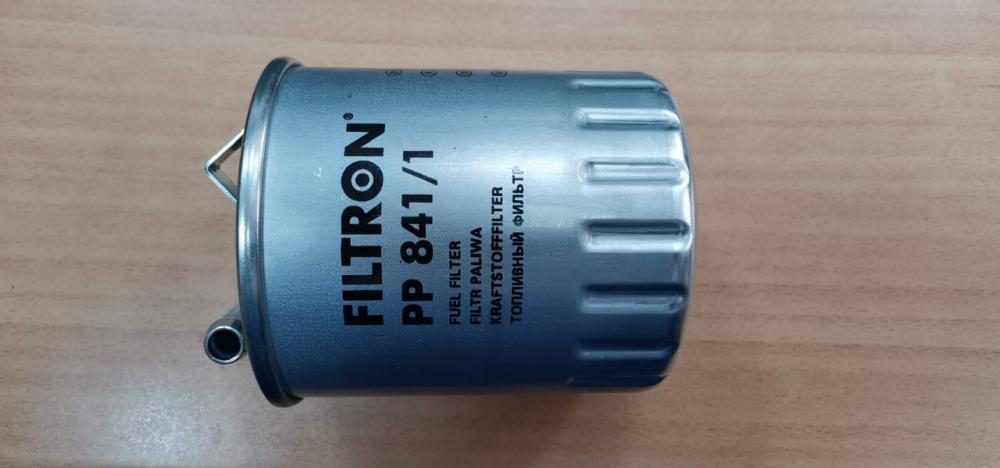 FILTRON®
PP 841/1
FUEL FILTER
FILTR PALIWA
KRAFTSTOFFFILTER
ТОПЛИВНЫЙ ФИЛЬТР